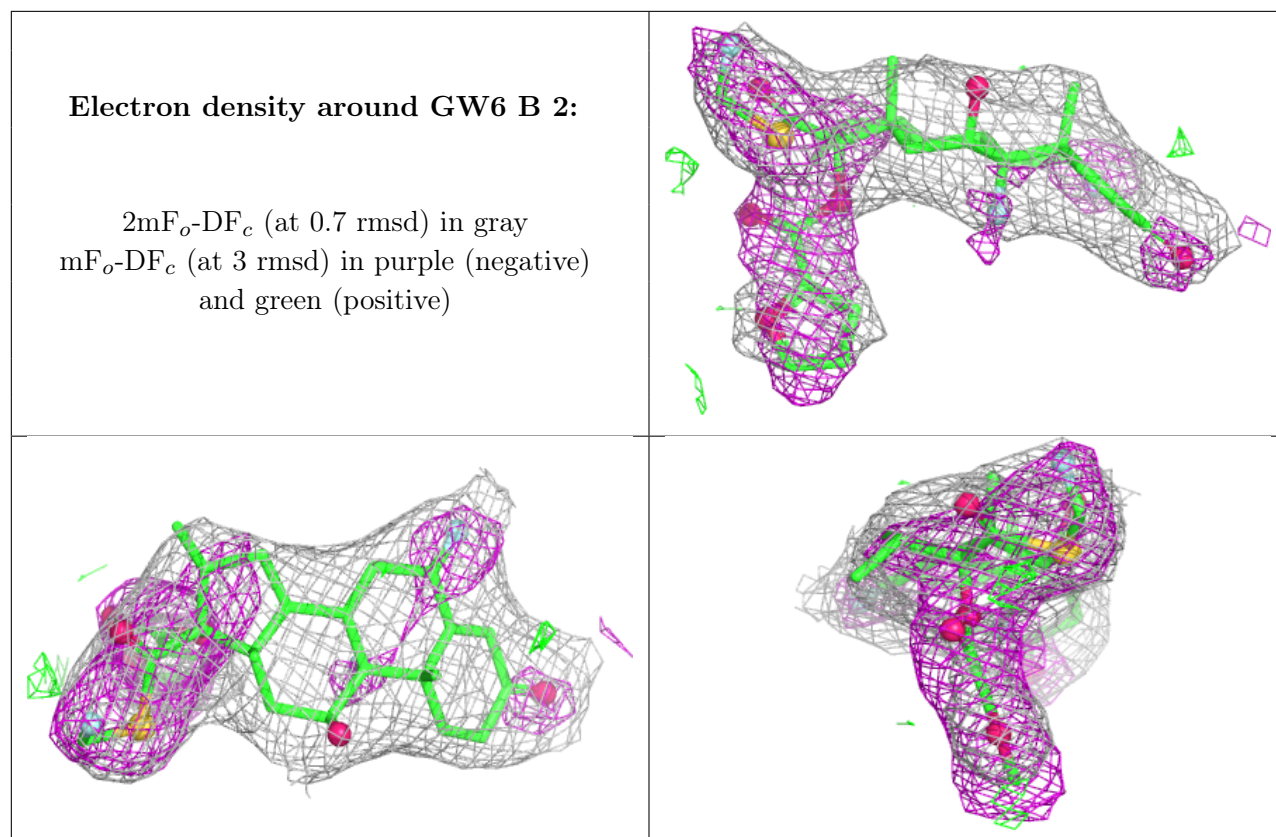 Electron density around GW6 B 2:
2mFo-DFc (at 0.7 rmsd) in gray
mFo-DFc (at 3 rmsd) in purple (negative)
and green (positive)